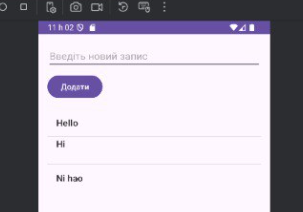 11 h 02
Введіть новий запис
Додати
Hello
Hi
Ni hao